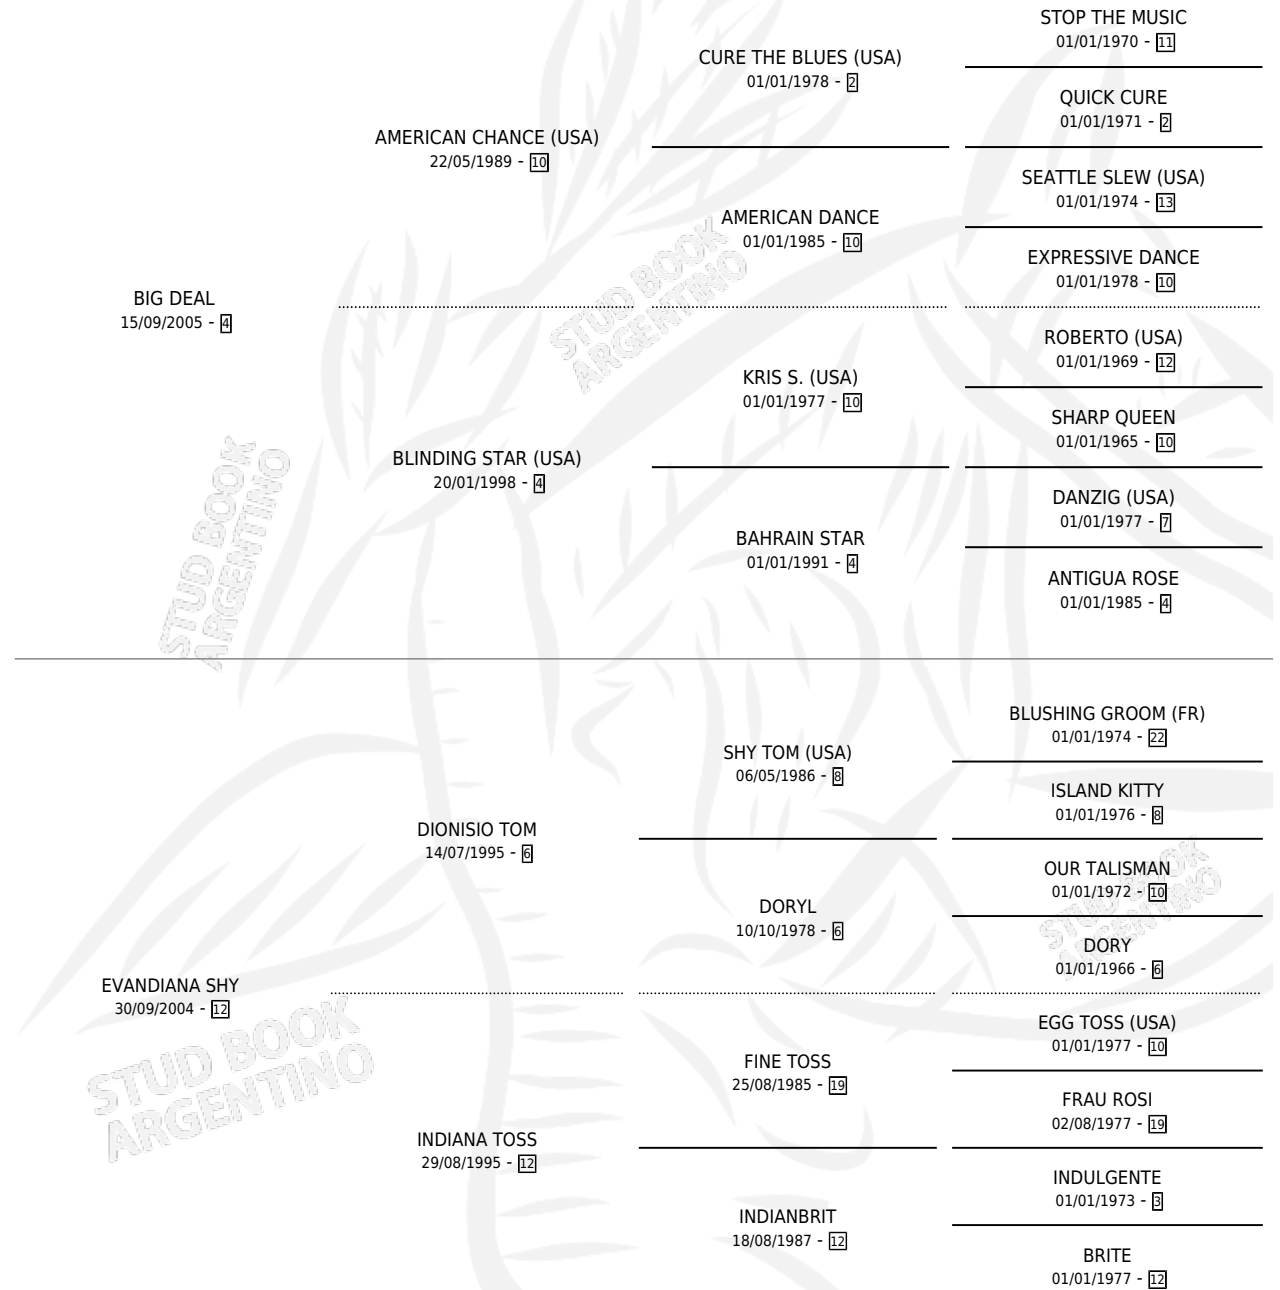 STOP THE MUSIC
01/01/1970 - 11
CURE THE BLUES (USA)
01/01/1978 - 2
QUICK CURE
01/01/1971 - 2
AMERICAN CHANCE (USA)
22/05/1989 - 10
SEATTLE SLEW (USA)
01/01/1974 - 13
AMERICAN DANCE
01/01/1985 - 10
EXPRESSIVE DANCE
01/01/1978 - 10
BIG DEAL
15/09/2005 - 4
STUD BOOK
ARGENTINO
ROBERTO (USA)
01/01/1969 - 12
KRIS S. (USA)
01/01/1977 - 10
SHARP QUEEN
01/01/1965 - 10
BLINDING STAR (USA)
20/01/1998 - 4
DANZIG (USA)
01/01/1977 - 7
BAHRAIN STAR
01/01/1991 - 4
ANTIGUA ROSE
01/01/1985 - 4
STUD BOOK
ARGENTINO
BLUSHING GROOM (FR)
01/01/1974 - 22
SHY TOM (USA)
06/05/1986 - 8
ISLAND KITTY
01/01/1976 - 8
DIONISIO TOM
14/07/1995 - 6
OUR TALISMAN
01/01/1972 - 10
DORYL
10/10/1978 - 6
DORY
01/01/1966 - 6
STUD BOOK
ARGENTINO
EVANDIANA SHY
30/09/2004 - 12
STUD BOOK
ARGENTINO
EGG TOSS (USA)
01/01/1977 - 10
FINE TOSS
25/08/1985 - 19
FRAU ROSI
02/08/1977 - 19
INDIANA TOSS
29/08/1995 - 12
INDULGENTE
01/01/1973 - 3
INDIANBRIT
18/08/1987 - 12
BRITE
01/01/1977 - 12